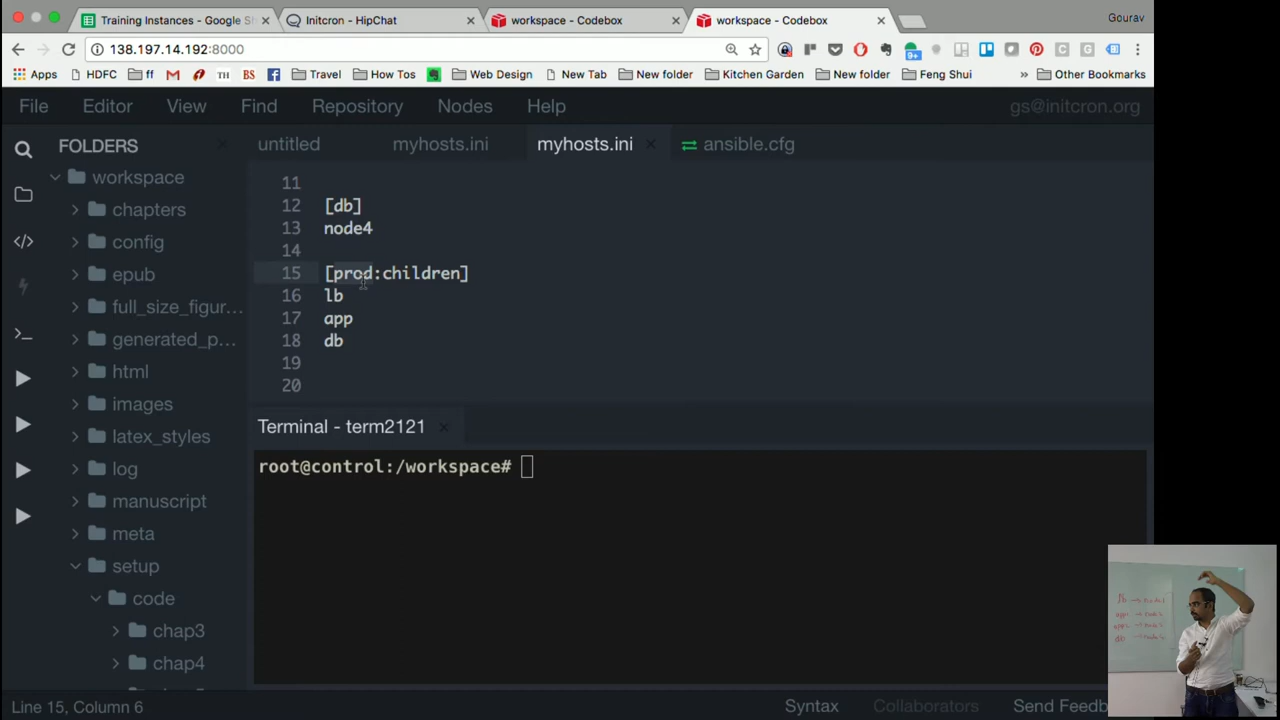 Training Instances - Google Sh
Initcron - HipChat
workspace - Codebox
workspace - Codebox
Gourav
138.197.14.192:8000
9+
Apps
HDFC
ff
TH
BS
Travel
How Tos
Web Design
New Tab
New folder
Kitchen Garden
New folder
Feng Shui
»
Other Bookmarks
File
Editor
View
Find
Repository
Nodes
Help
gs@initcron.org
FOLDERS
untitled
myhosts.ini
myhosts.ini
ansible.cfg
workspace
chapters
config
epub
full_size_figur...
generated_p...
html
images
latex_styles
log
manuscript
meta
setup
code
chap3
chap4
11
12 [db]
13 node4
14
15 [prod:children]
16 lb
17 app
18 db
19
20
Terminal - term2121
root@control:/workspace#
Line 15, Column 6
Syntax
Collaborators
Send Feedb